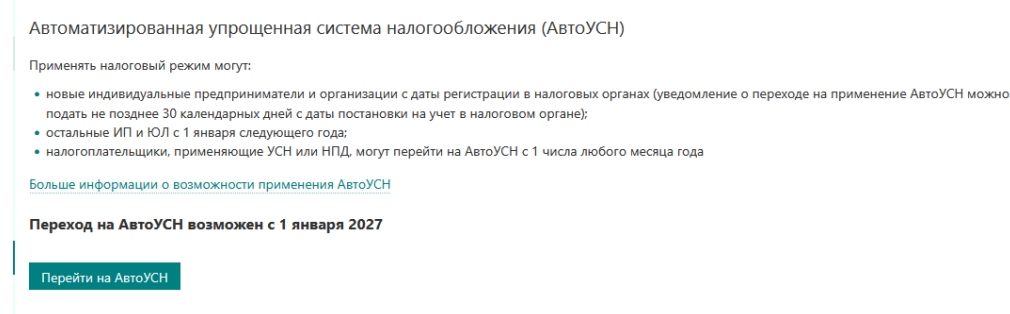 Автоматизированная упрощенная система налогообложения (АвтоУСН)
Применять налоговый режим могут:
• новые индивидуальные предприниматели и организации с даты регистрации в налоговых органах (уведомление о переходе на применение АвтоУСН можно
подать не позднее 30 календарных дней с даты постановки на учет в налоговом органе);
• остальные ИП и ЮЛ с 1 января следующего года;
• налогоплательщики, применяющие УСН или НПД, могут перейти на АвтоУСН с 1 числа любого месяца года
Больше информации о возможности применения АвтоУСН
Переход на АвтоУСН возможен с 1 января 2027
Перейти на АвтоУСН